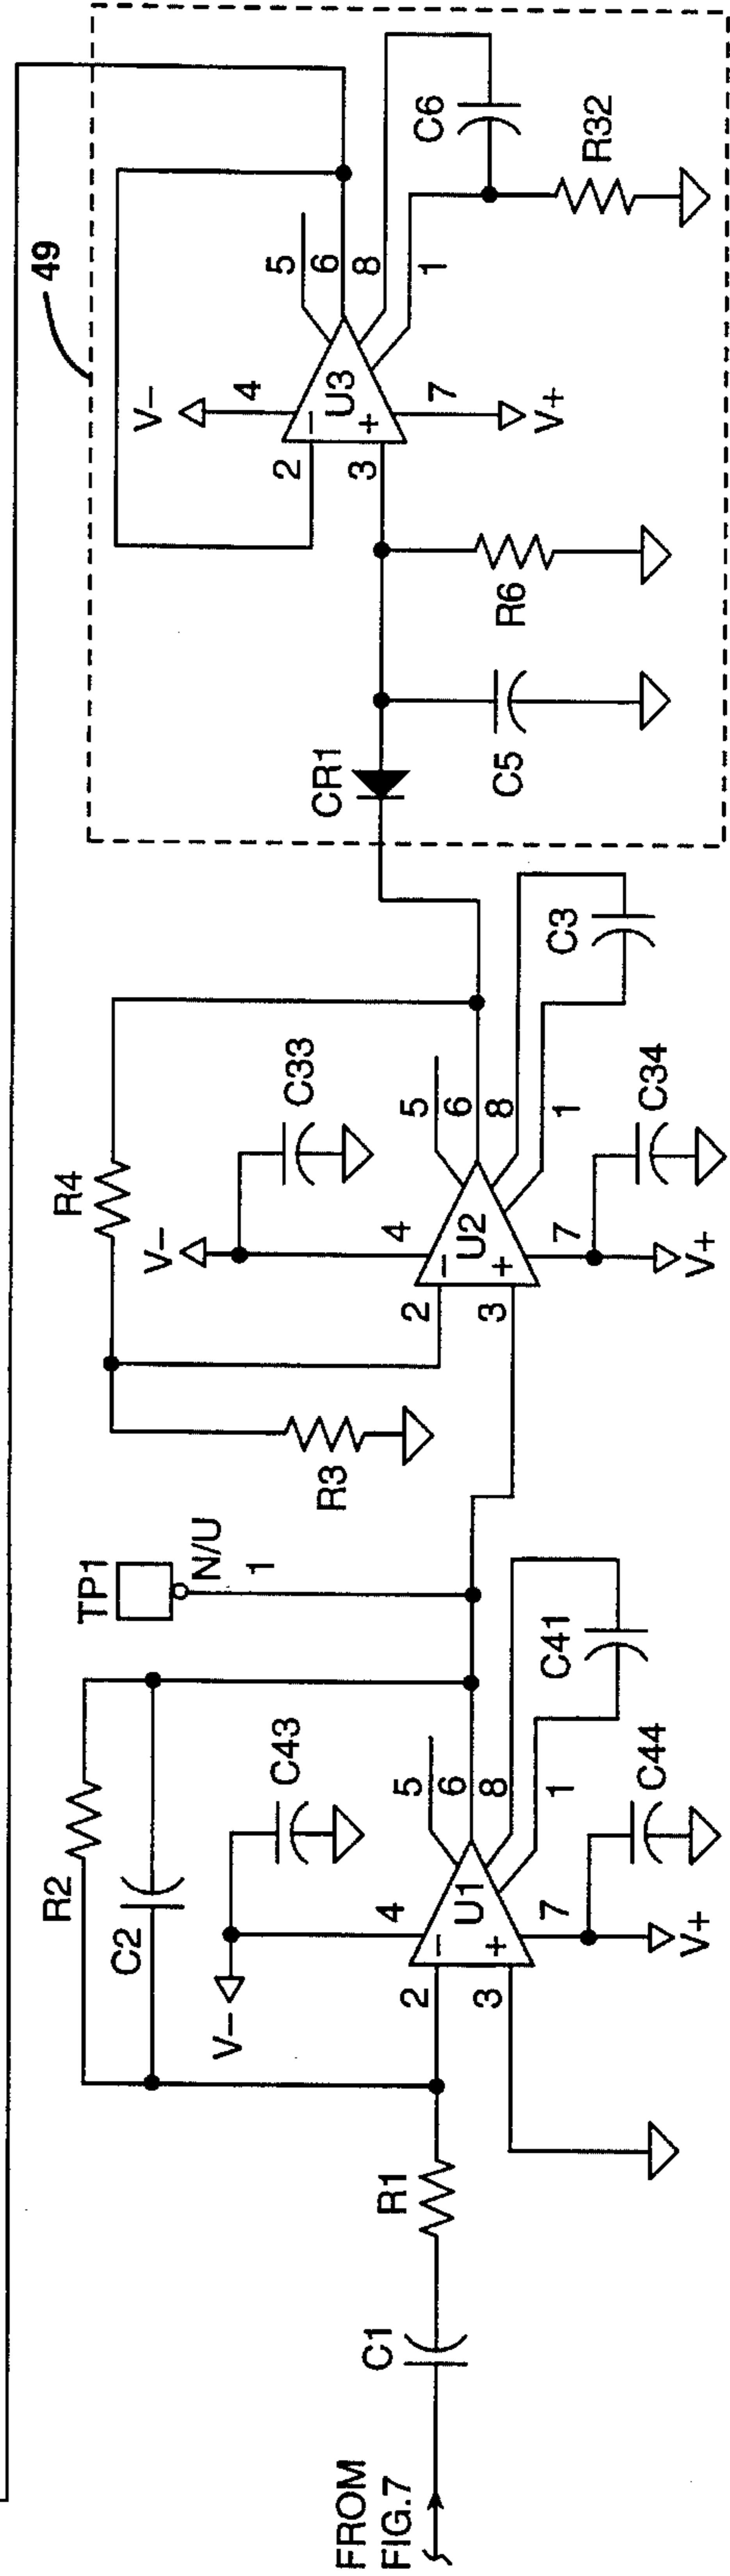 49
V−
4
5
6
8
1
U3
−
+
2
3
7
V+
C6
R32
R6
C5
CR1
R4
V−
C33
4
5
6
8
1
U2
−
+
2
3
7
V+
C34
C3
R3
TP1
N/U
1
R2
C2
C43
V−
4
5
6
8
1
U1
−
+
2
3
7
V+
C44
C41
R1
C1
FROM
FIG.7